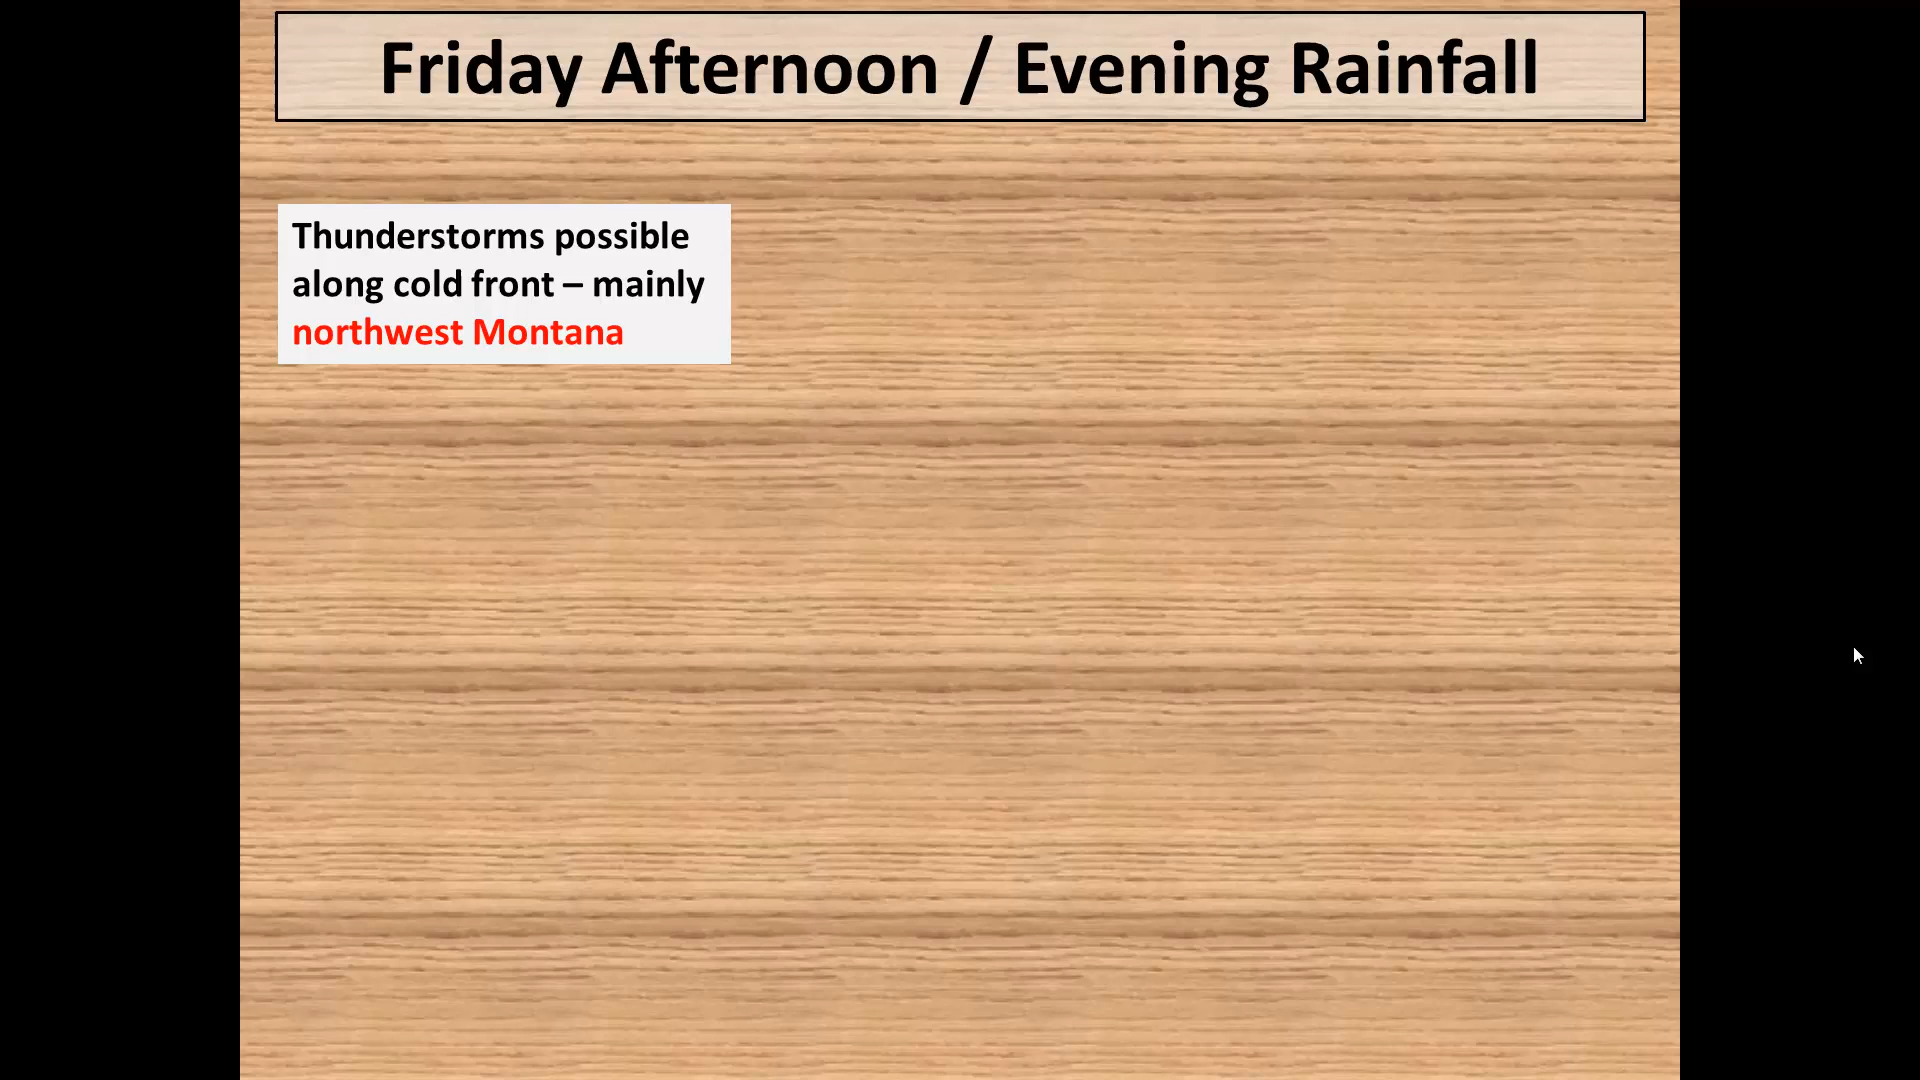 Friday Afternoon / Evening Rainfall
Thunderstorms possible
along cold front – mainly
northwest Montana